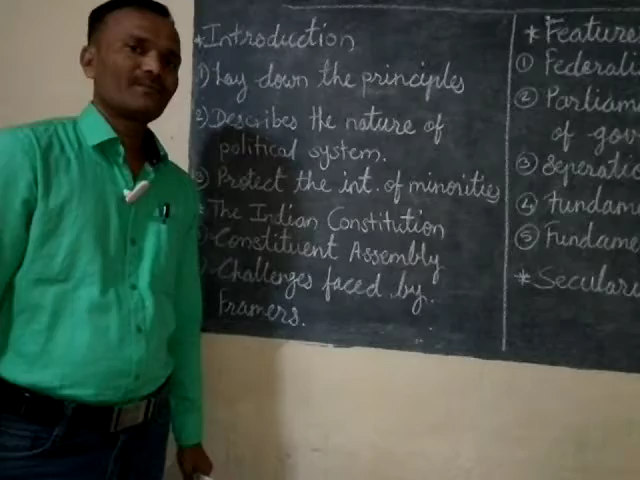 * Introduction
1) Lay down the principles
2) Describes the nature of
political system.
3) Protect the int. of minorities
* The Indian Constitution
Constituent Assembly
Challenges faced by.
Framers.
* Feature
① Federali
② Parliam
of gov
③ Seperatio
④ fundame
⑤ Fundame
* Secular